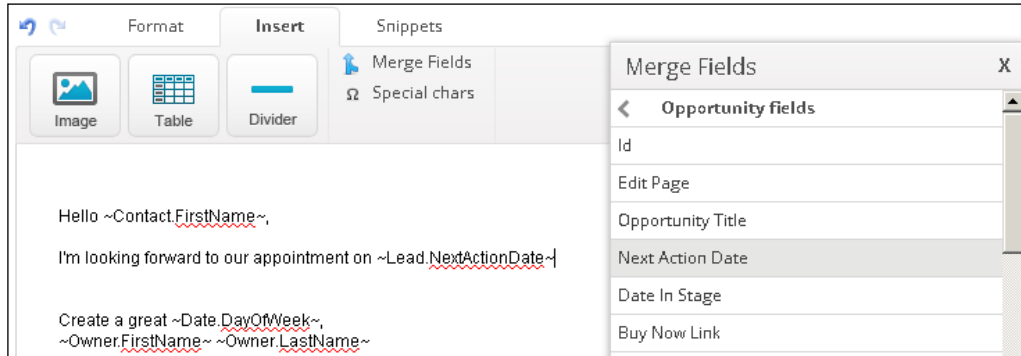 Format Insert Snippets
Image Table Divider
Merge Fields
Ω Special chars
Hello ~Contact.FirstName~,
I'm looking forward to our appointment on ~Lead.NextActionDate~
Create a great ~Date.DayOfWeek~,
~Owner.FirstName~ ~Owner.LastName~
Merge Fields X
Opportunity fields
Id
Edit Page
Opportunity Title
Next Action Date
Date In Stage
Buy Now Link